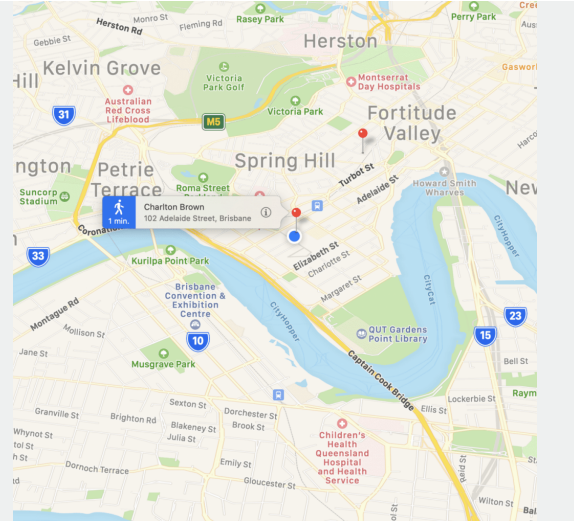 Monro St
Rasey Park
Perry Park
Herston Rd
Fleming Rd
Gebbie St
Herston
Kelvin Grove
Victoria
Park Golf
Montserrat
Day Hospitals
Australian
Red Cross
Lifeblood
Victoria Park
Fortitude
Valley
31
M5
Petrie
Terrace
Spring Hill
Turbot St
Roma Street
Adelaide St
Howard Smith
Wharves
Suncorp
Stadium
1 min.
Charlton Brown
102 Adelaide Street, Brisbane
CityHopper
33
Kurilpa Point Park
Elizabeth St
Charlotte St
Margaret St
CityCat
Brisbane
Convention &
Exhibition
Centre
Montague Rd
CityHopper
23
Mollison St
10
QUT Gardens
Point Library
15
Jane St
Musgrave Park
Captain Cook Bridge
Bell St
Lockerbie St
Sexton St
Dorchester St
Ellis St
Granville St
Brighton Rd
Blakeney St
Brook St
Julia St
Children's
Health
Queensland
Hospital
and Health
Service
Dornoch Terrace
Emily St
Gloucester St
Reid St
Wilton St